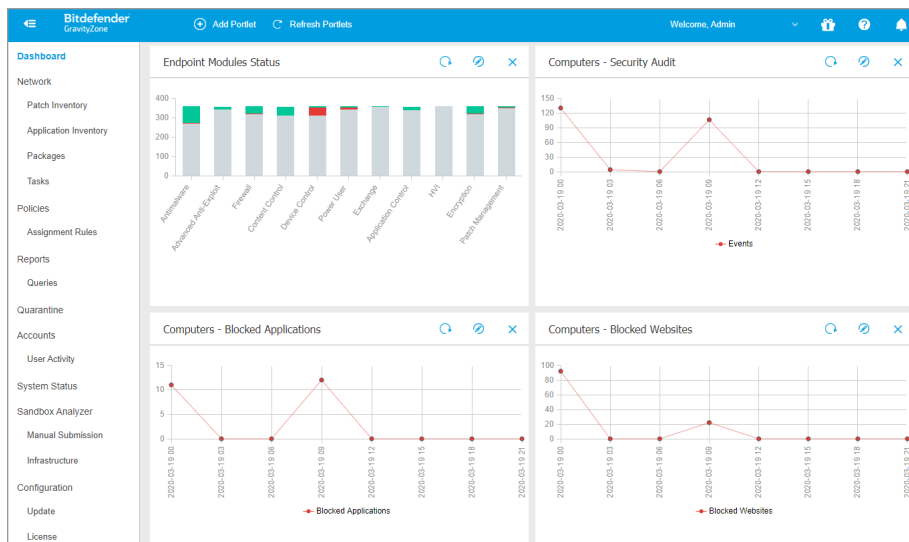 Bitdefender
GravityZone
Add Portlet
Refresh Portlets
Welcome, Admin
Dashboard
Network
Patch Inventory
Application Inventory
Packages
Tasks
Policies
Assignment Rules
Reports
Queries
Quarantine
Accounts
User Activity
System Status
Sandbox Analyzer
Manual Submission
Infrastructure
Configuration
Update
License
Endpoint Modules Status
400
300
200
100
0
Antimalware
Advanced Anti-Exploit
Firewall
Content Control
Device Control
Power User
Exchange
Application Control
HVI
Encryption
Patch Management
Computers - Security Audit
150
120
90
60
30
0
2020-03-19 00
2020-03-19 03
2020-03-19 06
2020-03-19 09
2020-03-19 12
2020-03-19 15
2020-03-19 18
2020-03-19 21
Events
Computers - Blocked Applications
15
10
5
0
2020-03-19 00
2020-03-19 03
2020-03-19 06
2020-03-19 09
2020-03-19 12
2020-03-19 15
2020-03-19 18
2020-03-19 21
Blocked Applications
Computers - Blocked Websites
100
80
60
40
20
0
2020-03-19 00
2020-03-19 03
2020-03-19 06
2020-03-19 09
2020-03-19 12
2020-03-19 15
2020-03-19 18
2020-03-19 21
Blocked Websites